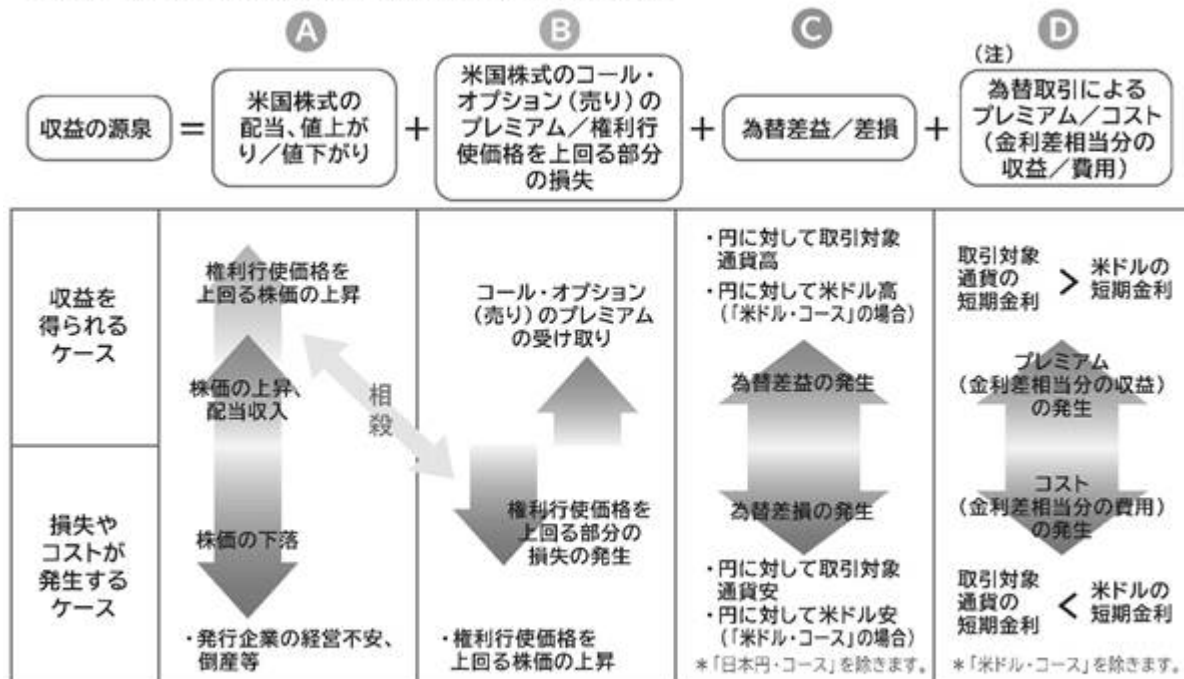 A
B
C
D
(注)
収益の源泉
=
米国株式の
配当、値上が
り/値下がり
+
米国株式のコール・
オプション(売り)の
プレミアム/権利行
使価格を上回る部分
の損失
+
為替差益/差損
+
為替取引による
プレミアム/コスト
(金利差相当分の
収益/費用)
収益を
得られる
ケース
権利行使価格を
上回る株価の上昇
株価の上昇、
配当収入
相殺
コール・オプション
(売り)のプレミアム
の受け取り
・円に対して取引対象
通貨高
・円に対して米ドル高
(「米ドル・コース」の場合)
為替差益の発生
取引対象
通貨の
短期金利
>
米ドルの
短期金利
プレミアム
(金利差相当分の収益)
の発生
損失や
コストが
発生する
ケース
株価の下落
・発行企業の経営不安、
倒産等
権利行使価格を
上回る部分の
損失の発生
・権利行使価格を
上回る株価の上昇
為替差損の発生
・円に対して取引対象
通貨安
・円に対して米ドル安
(「米ドル・コース」の場合)
*「日本円・コース」を除きます。
コスト
(金利差相当分の費用)
の発生
取引対象
通貨の
短期金利
<
米ドルの
短期金利
*「米ドル・コース」を除きます。